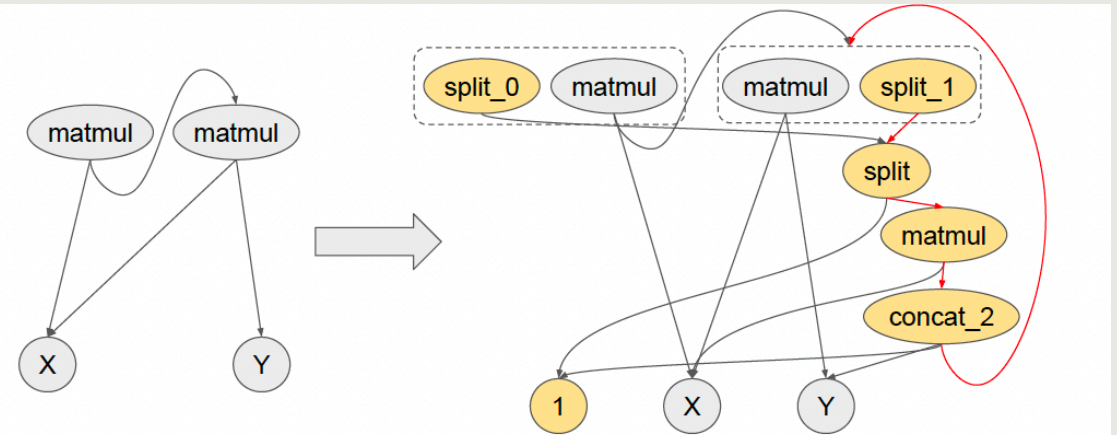 matmul
matmul
X
Y
split_0
matmul
matmul
split_1
split
matmul
concat_2
1
X
Y